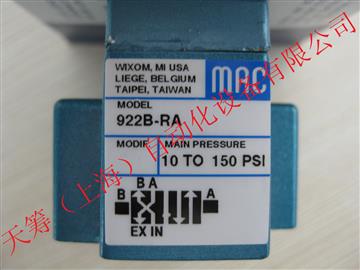 WIXOM, MI USA
LIEGE, BELGIUM
TAIPEI, TAIWAN
MAC
MODEL
922B-RA
MODIF
MAIN PRESSURE
10 TO 150 PSI
B A
B A
EX IN
天筹（上海）自动化设备有限公司